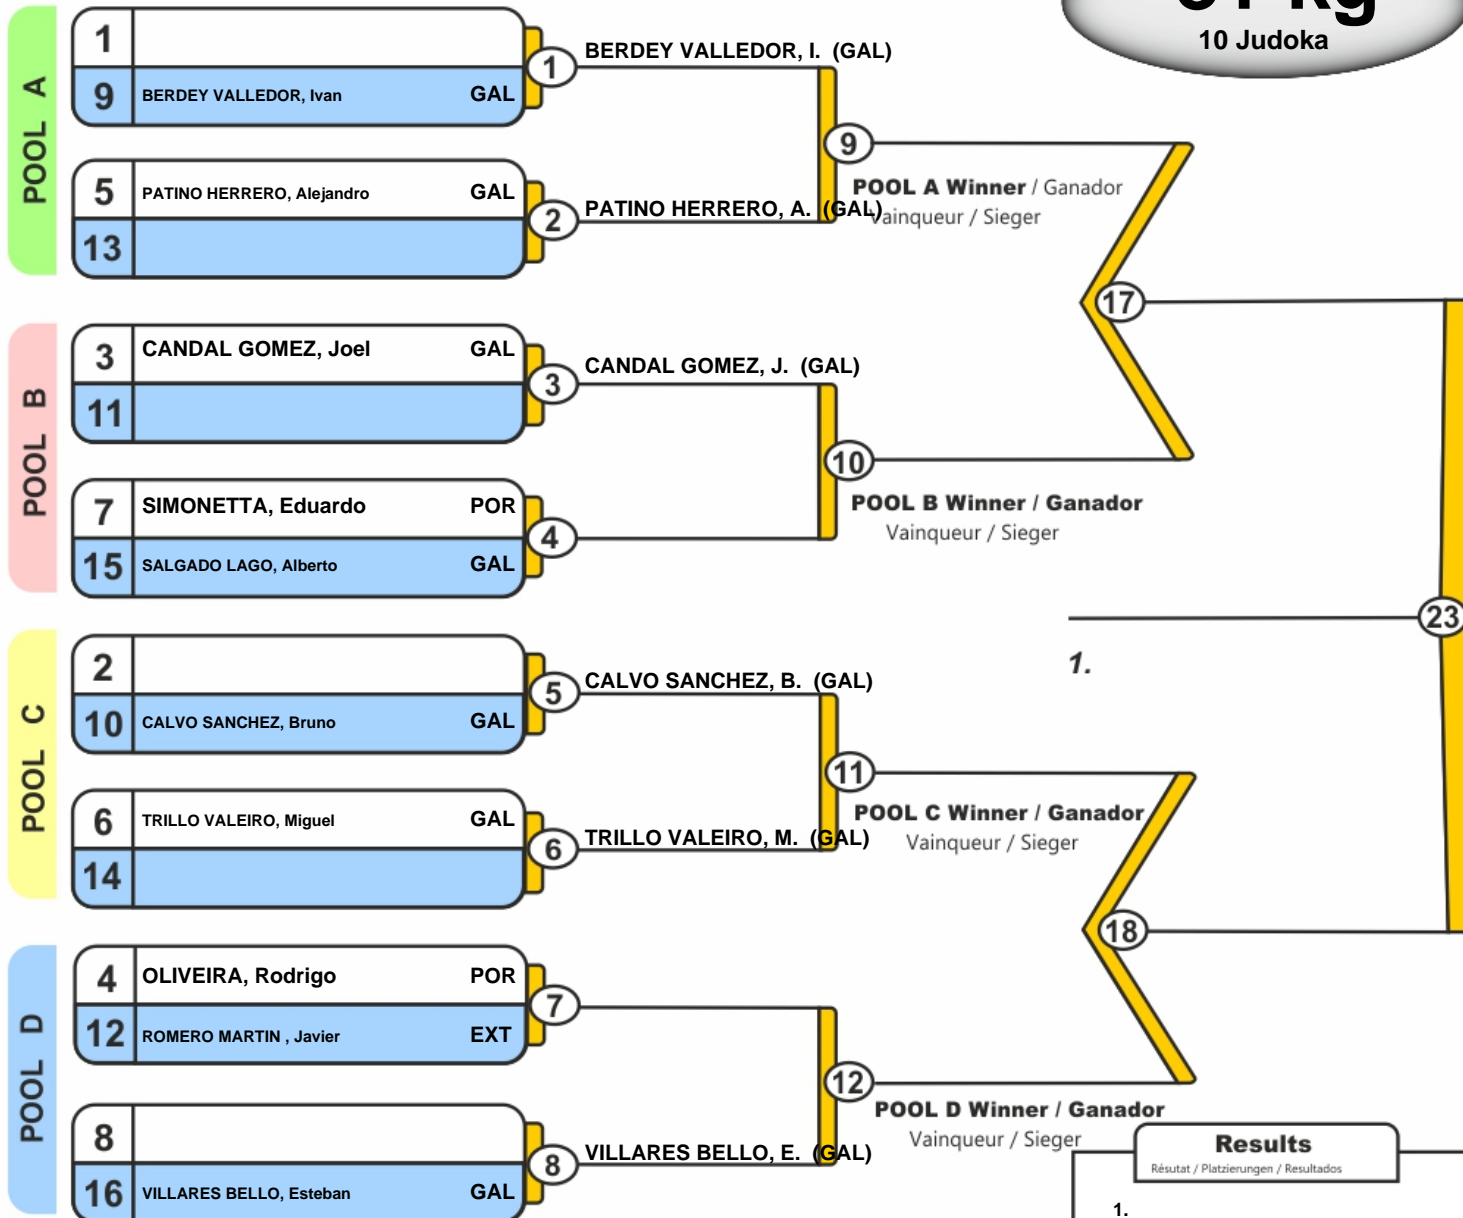 kg
10 Judoka
POOL A
1
9 BERDEY VALLEDOR, Ivan GAL
1
BERDEY VALLEDOR, I. (GAL)
5 PATINO HERRERO, Alejandro GAL
13
2
PATINO HERRERO, A. (GAL)
9
POOL A Winner / Ganador
Vainqueur / Sieger
POOL B
3 CANDAL GOMEZ, Joel GAL
11
3
CANDAL GOMEZ, J. (GAL)
7 SIMONETTA, Eduardo POR
15 SALGADO LAGO, Alberto GAL
4
10
POOL B Winner / Ganador
Vainqueur / Sieger
17
23
1.
POOL C
2
10 CALVO SANCHEZ, Bruno GAL
5
CALVO SANCHEZ, B. (GAL)
6 TRILLO VALEIRO, Miguel GAL
14
6
TRILLO VALEIRO, M. (GAL)
11
POOL C Winner / Ganador
Vainqueur / Sieger
18
POOL D
4 OLIVEIRA, Rodrigo POR
12 ROMERO MARTIN , Javier EXT
7
8
16 VILLARES BELLO, Esteban GAL
8
VILLARES BELLO, E. (GAL)
12
POOL D Winner / Ganador
Vainqueur / Sieger
Results
Résutat / Platzierungen / Resultados
1.